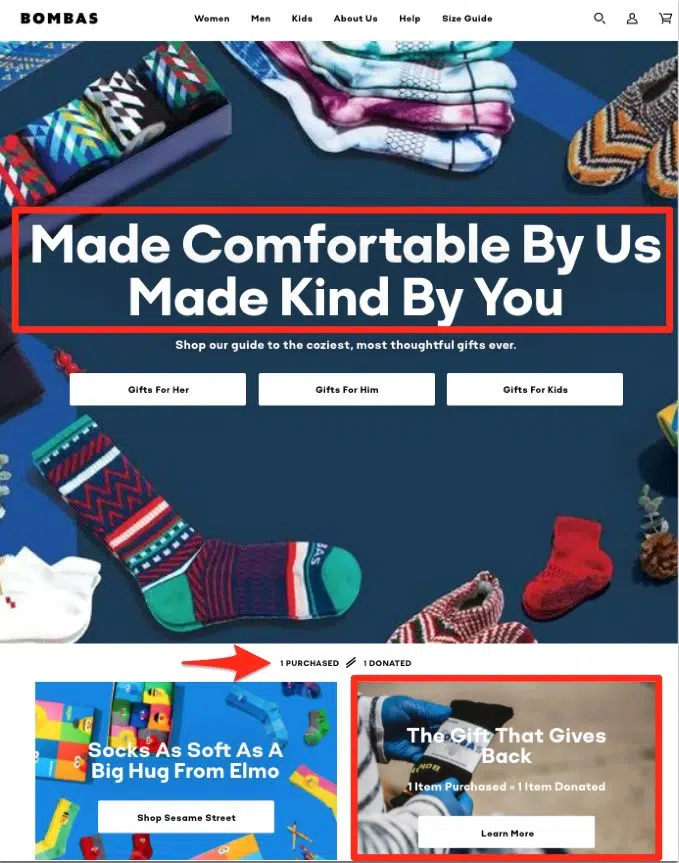 BOMBAS
Women Men Kids About Us Help Size Guide
Made Comfortable By Us
Made Kind By You
Shop our guide to the coziest, most thoughtful gifts ever.
Gifts For Her
Gifts For Him
Gifts For Kids
BAS
1 PURCHASED // 1 DONATED
Socks As Soft As A
Big Hug From Elmo
Shop Sesame Street
The Gift That Gives
Back
1 Item Purchased = 1 Item Donated
Learn More